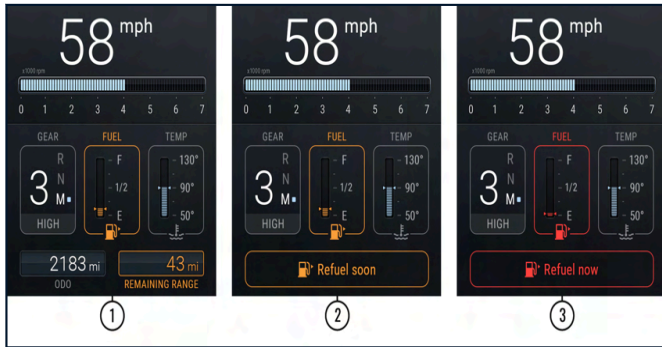 58 mph
x1000 rpm
0 1 2 3 4 5 6 7
GEAR FUEL TEMP
R
N
M
3
HIGH
F
1/2
E
130°
90°
50°
2183 mi
ODO
43 mi
REMAINING RANGE
1
58 mph
x1000 rpm
0 1 2 3 4 5 6 7
GEAR FUEL TEMP
R
N
M
3
HIGH
F
1/2
E
130°
90°
50°
Refuel soon
2
58 mph
x1000 rpm
0 1 2 3 4 5 6 7
GEAR FUEL TEMP
R
N
M
3
HIGH
F
1/2
E
130°
90°
50°
Refuel now
3